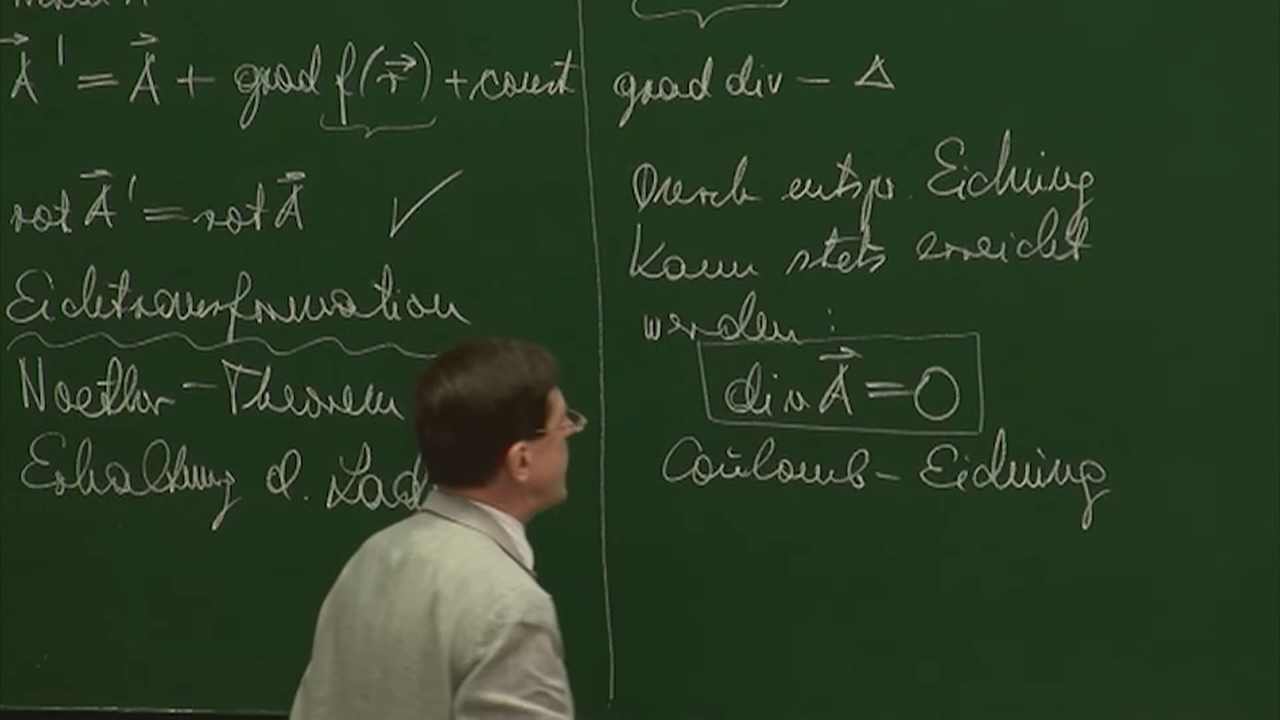 A⃗' = A⃗ + grad f(r⃗) + const
rot A⃗' = rot A⃗ ✓
Eichtransformation
Noether-Theorem
Erhaltung d. Lad
grad div - Δ
Durch entspr. Eichung
kann stets erreicht
werden:
div A⃗ = 0
Coulomb-Eichung